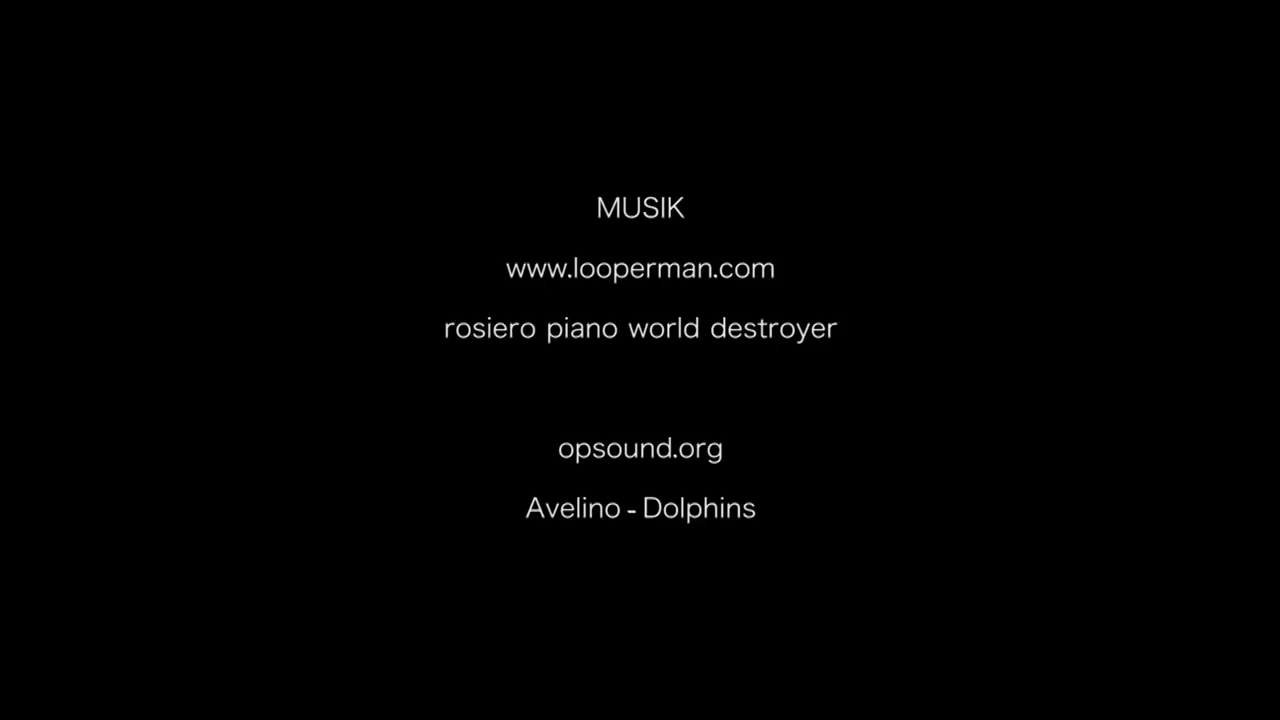 MUSIK
www.looperman.com
rosiero piano world destroyer
opsound.org
Avelino - Dolphins